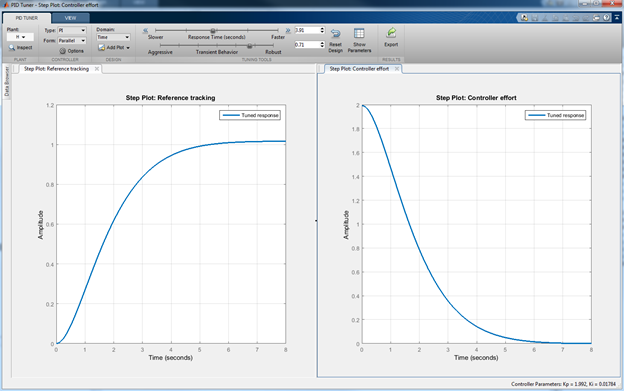 PID Tuner - Step Plot: Controller effort
PID TUNER VIEW
Plant: Type: PI Domain: Slower Response Time (seconds) Faster 3.91
H Form: Parallel Time 0.71 Reset Design Show Parameters Export
Inspect Options Add Plot Aggressive Transient Behavior Robust
PLANT CONTROLLER DESIGN TUNING TOOLS RESULTS
Data Browser
Step Plot: Reference tracking
Step Plot: Controller effort
Step Plot: Reference tracking
Tuned response
Amplitude
1.2
1
0.8
0.6
0.4
0.2
0
0 1 2 3 4 5 6 7 8
Time (seconds)
Step Plot: Controller effort
Tuned response
Amplitude
2
1.8
1.6
1.4
1.2
1
0.8
0.6
0.4
0.2
0
0 1 2 3 4 5 6 7 8
Time (seconds)
Controller Parameters: Kp = 1.992, Ki = 0.01784